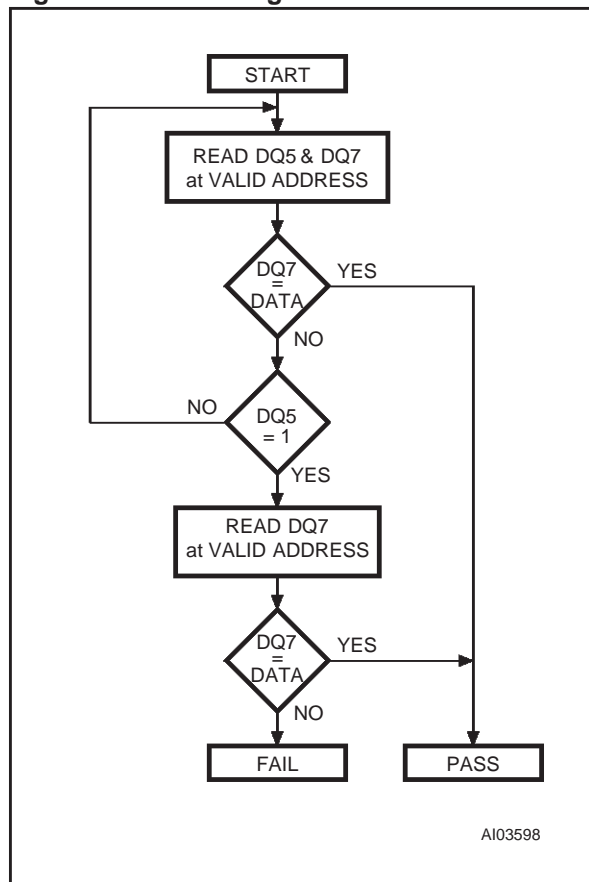 START
READ DQ5 & DQ7
at VALID ADDRESS
DQ7
=
DATA
YES
NO
NO
DQ5
= 1
YES
READ DQ7
at VALID ADDRESS
DQ7
=
DATA
YES
NO
FAIL
PASS
AI03598